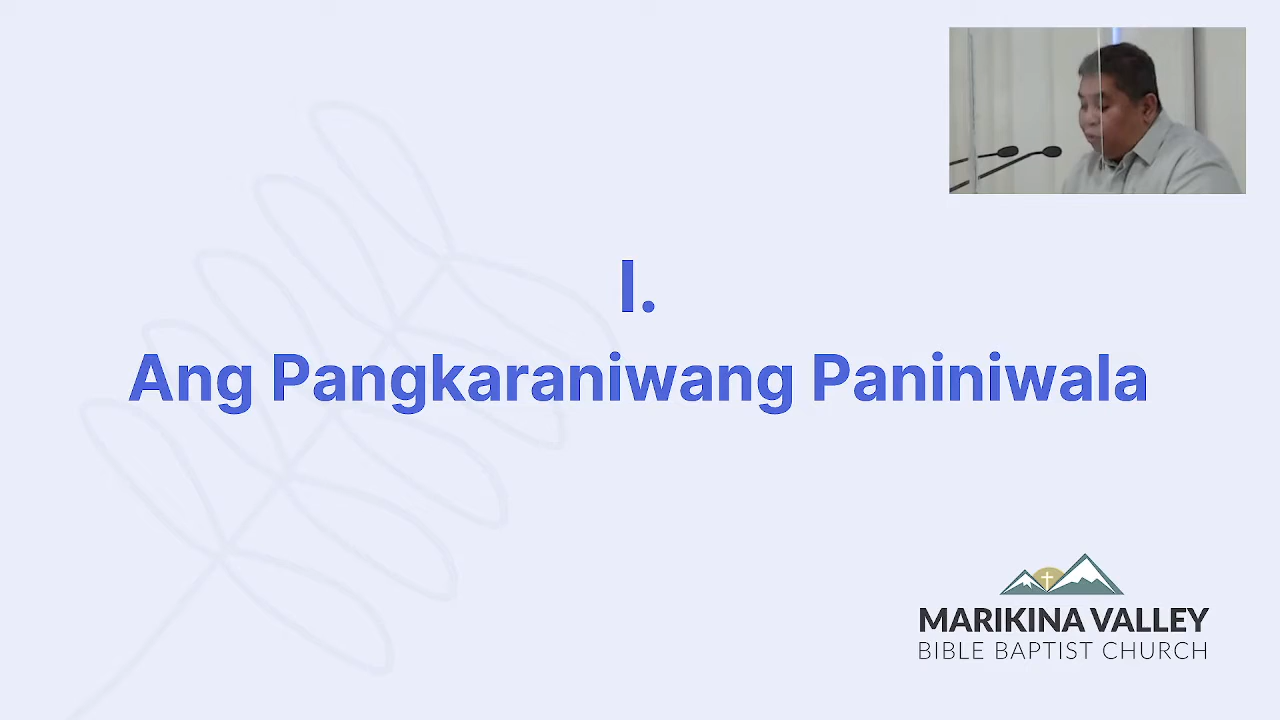 I.
Ang Pangkaraniwang Paniniwala
MARIKINA VALLEY
BIBLE BAPTIST CHURCH